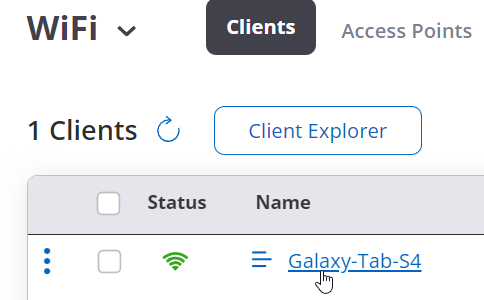 WiFi
Clients
Access Points
1 Clients
Client Explorer
Status
Name
Galaxy-Tab-S4